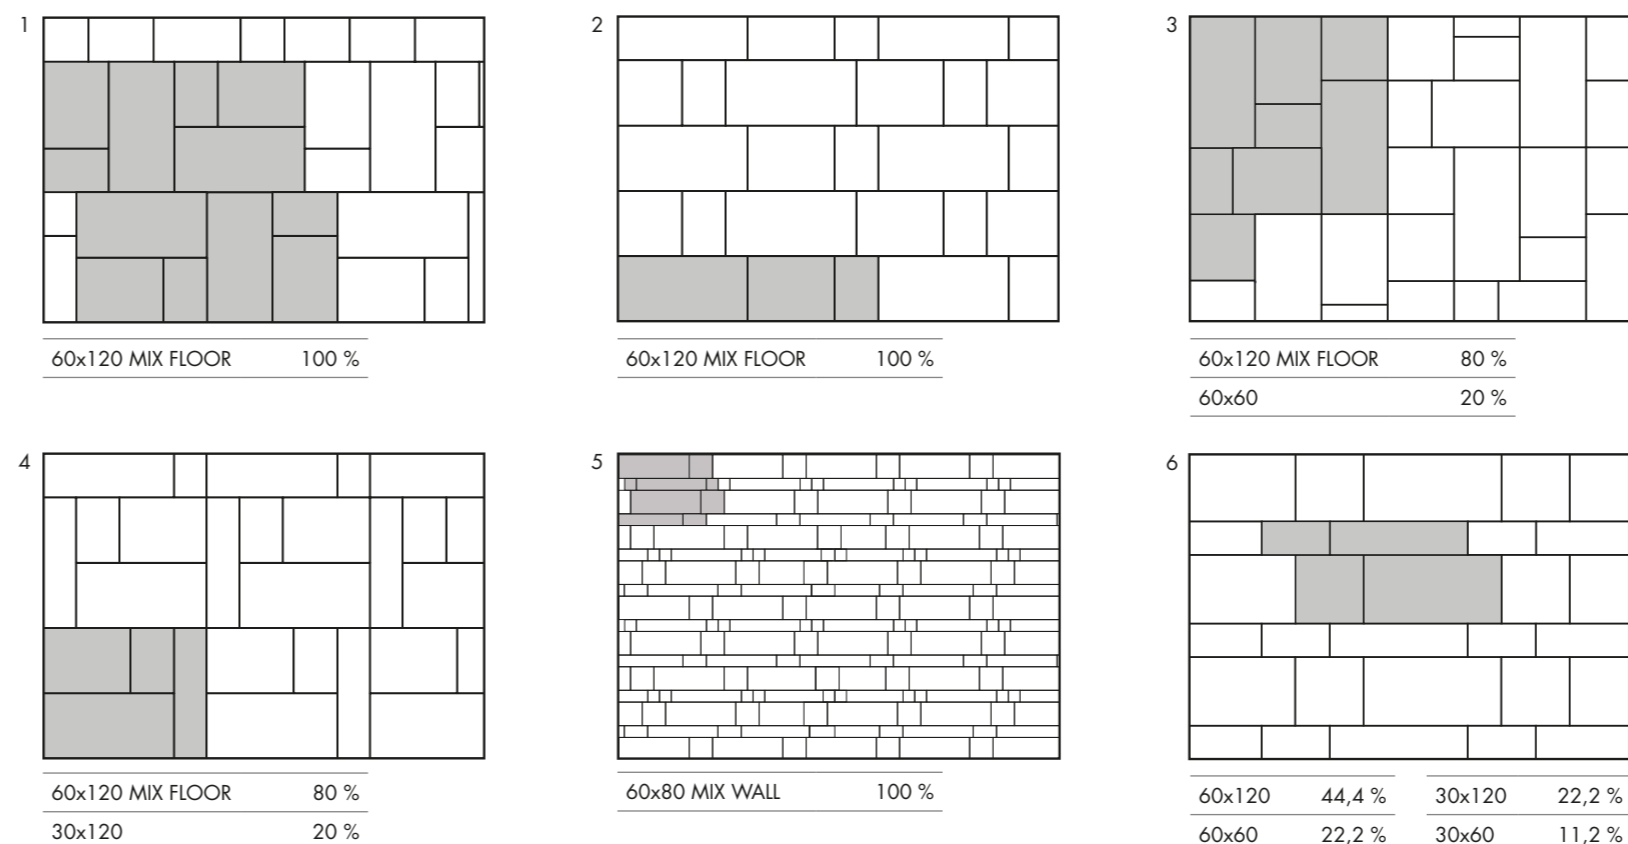 1
60x120 MIX FLOOR 100 %
2
60x120 MIX FLOOR 100 %
3
60x120 MIX FLOOR 80 %
60x60 20 %
4
60x120 MIX FLOOR 80 %
30x120 20 %
5
60x80 MIX WALL 100 %
6
60x120 44,4 % 30x120 22,2 %
60x60 22,2 % 30x60 11,2 %